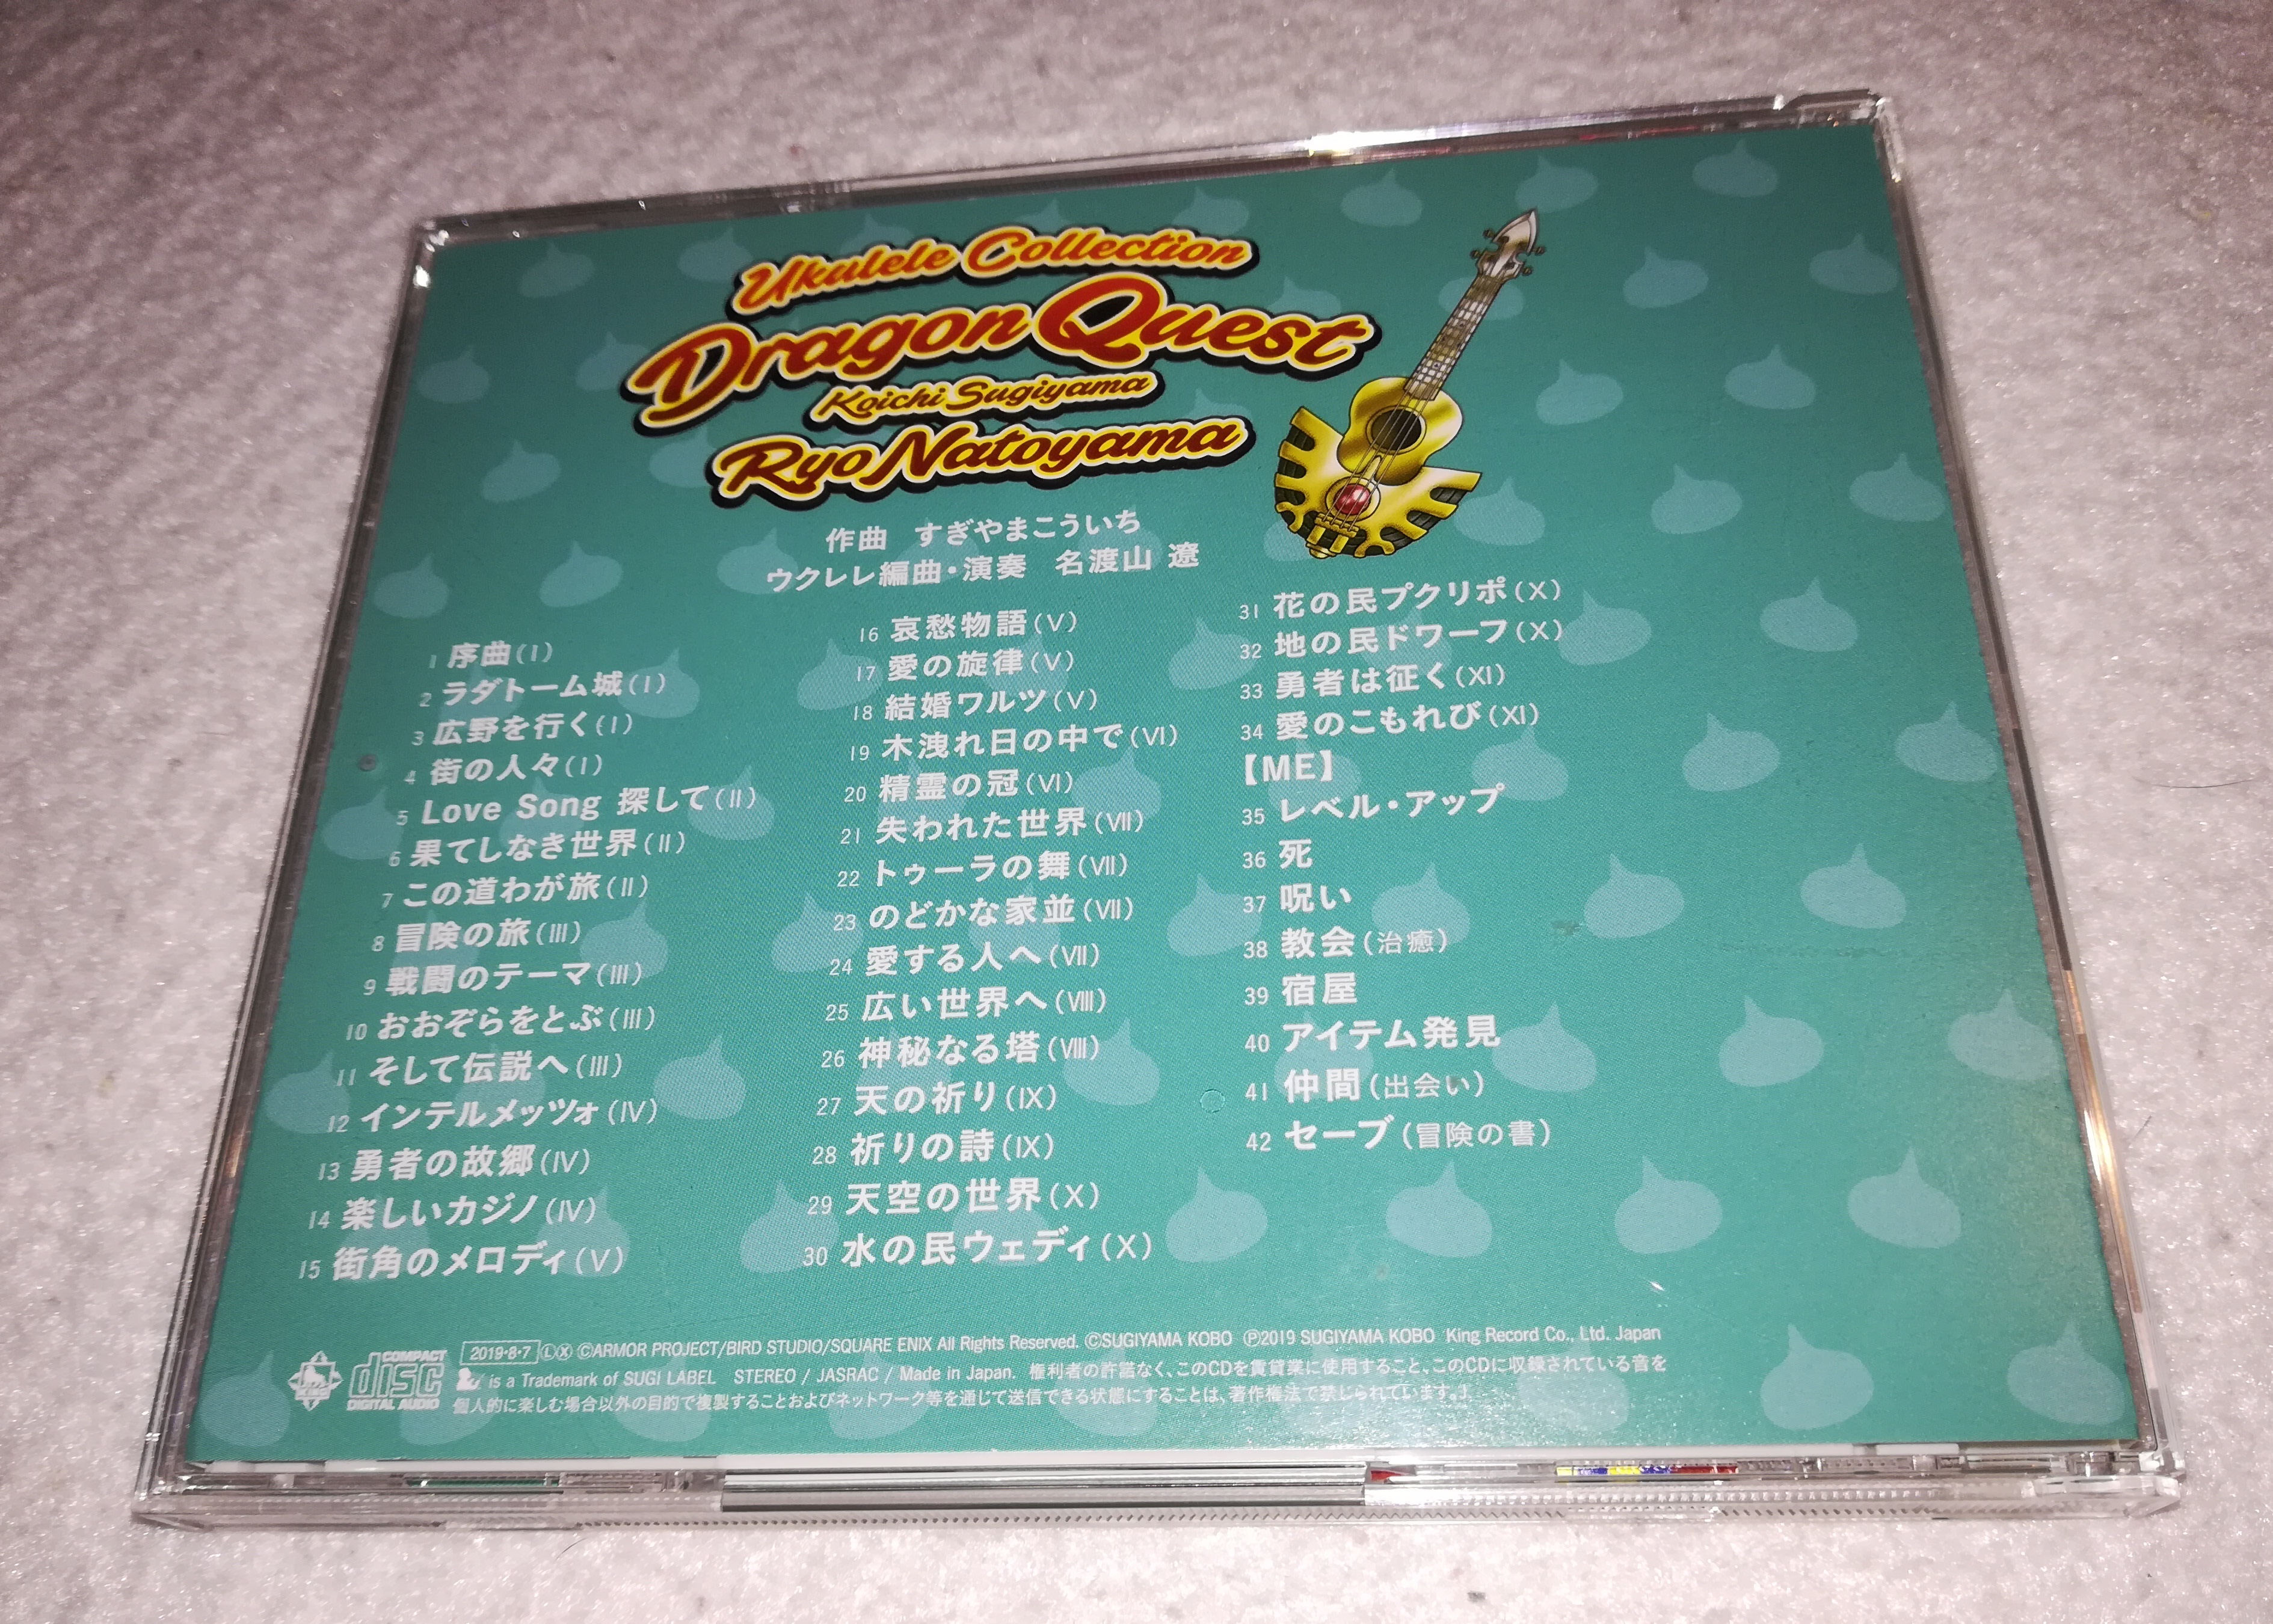 Ukulele Collection
Dragon Quest
Koichi Sugiyama
Ryo Natoyama
作曲 すぎやまこういち
ウクレレ編曲・演奏 名渡山 遼
1 序曲(I)
2 ラダトーム城(I)
3 広野を行く(I)
4 街の人々(I)
5 Love Song 探して(II)
6 果てしなき世界(II)
7 この道わが旅(II)
8 冒険の旅(III)
9 戦闘のテーマ(III)
10 おおぞらをとぶ(III)
11 そして伝説へ(III)
12 インテルメッツォ(IV)
13 勇者の故郷(IV)
14 楽しいカジノ(IV)
15 街角のメロディ(V)
16 哀愁物語(V)
17 愛の旋律(V)
18 結婚ワルツ(V)
19 木洩れ日の中で(VI)
20 精霊の冠(VI)
21 失われた世界(VII)
22 トゥーラの舞(VII)
23 のどかな家並(VII)
24 愛する人へ(VII)
25 広い世界へ(VIII)
26 神秘なる塔(VIII)
27 天の祈り(IX)
28 祈りの詩(IX)
29 天空の世界(X)
30 水の民ウェディ(X)
31 花の民プクリポ(X)
32 地の民ドワーフ(X)
33 勇者は征く(XI)
34 愛のこもれび(XI)
【ME】
35 レベル・アップ
36 死
37 呪い
38 教会(治癒)
39 宿屋
40 アイテム発見
41 仲間(出会い)
42 セーブ(冒険の書)
COMPACT
disc
DIGITAL AUDIO
2019・8・7 ⓁⓍ ©ARMOR PROJECT/BIRD STUDIO/SQUARE ENIX All Rights Reserved. ©SUGIYAMA KOBO ℗2019 SUGIYAMA KOBO King Record Co., Ltd. Japan
is a Trademark of SUGI LABEL STEREO / JASRAC / Made in Japan. 権利者の許諾なく、このCDを賃貸業に使用すること、このCDに収録されている音を
個人的に楽しむ場合以外の目的で複製することおよびネットワーク等を通じて送信できる状態にすることは、著作権法で禁じられています。